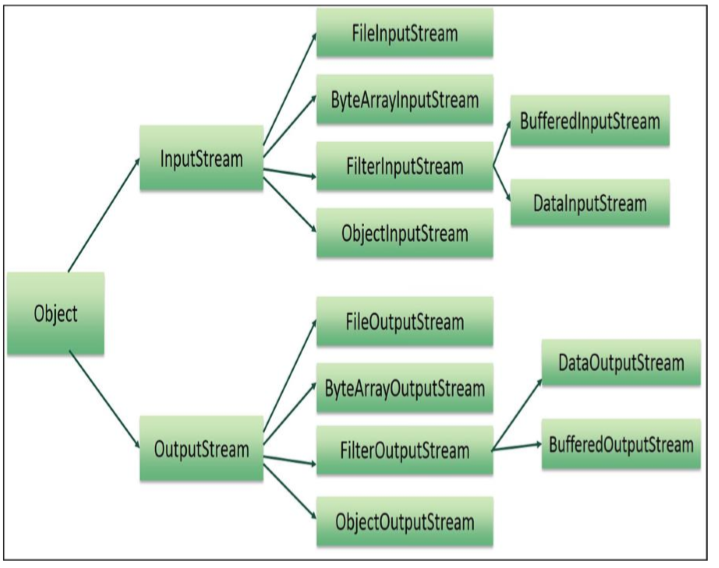 FileInputStream
ByteArrayInputStream
BufferedInputStream
InputStream
FilterInputStream
DataInputStream
ObjectInputStream
Object
FileOutputStream
DataOutputStream
ByteArrayOutputStream
OutputStream
FilterOutputStream
BufferedOutputStream
ObjectOutputStream